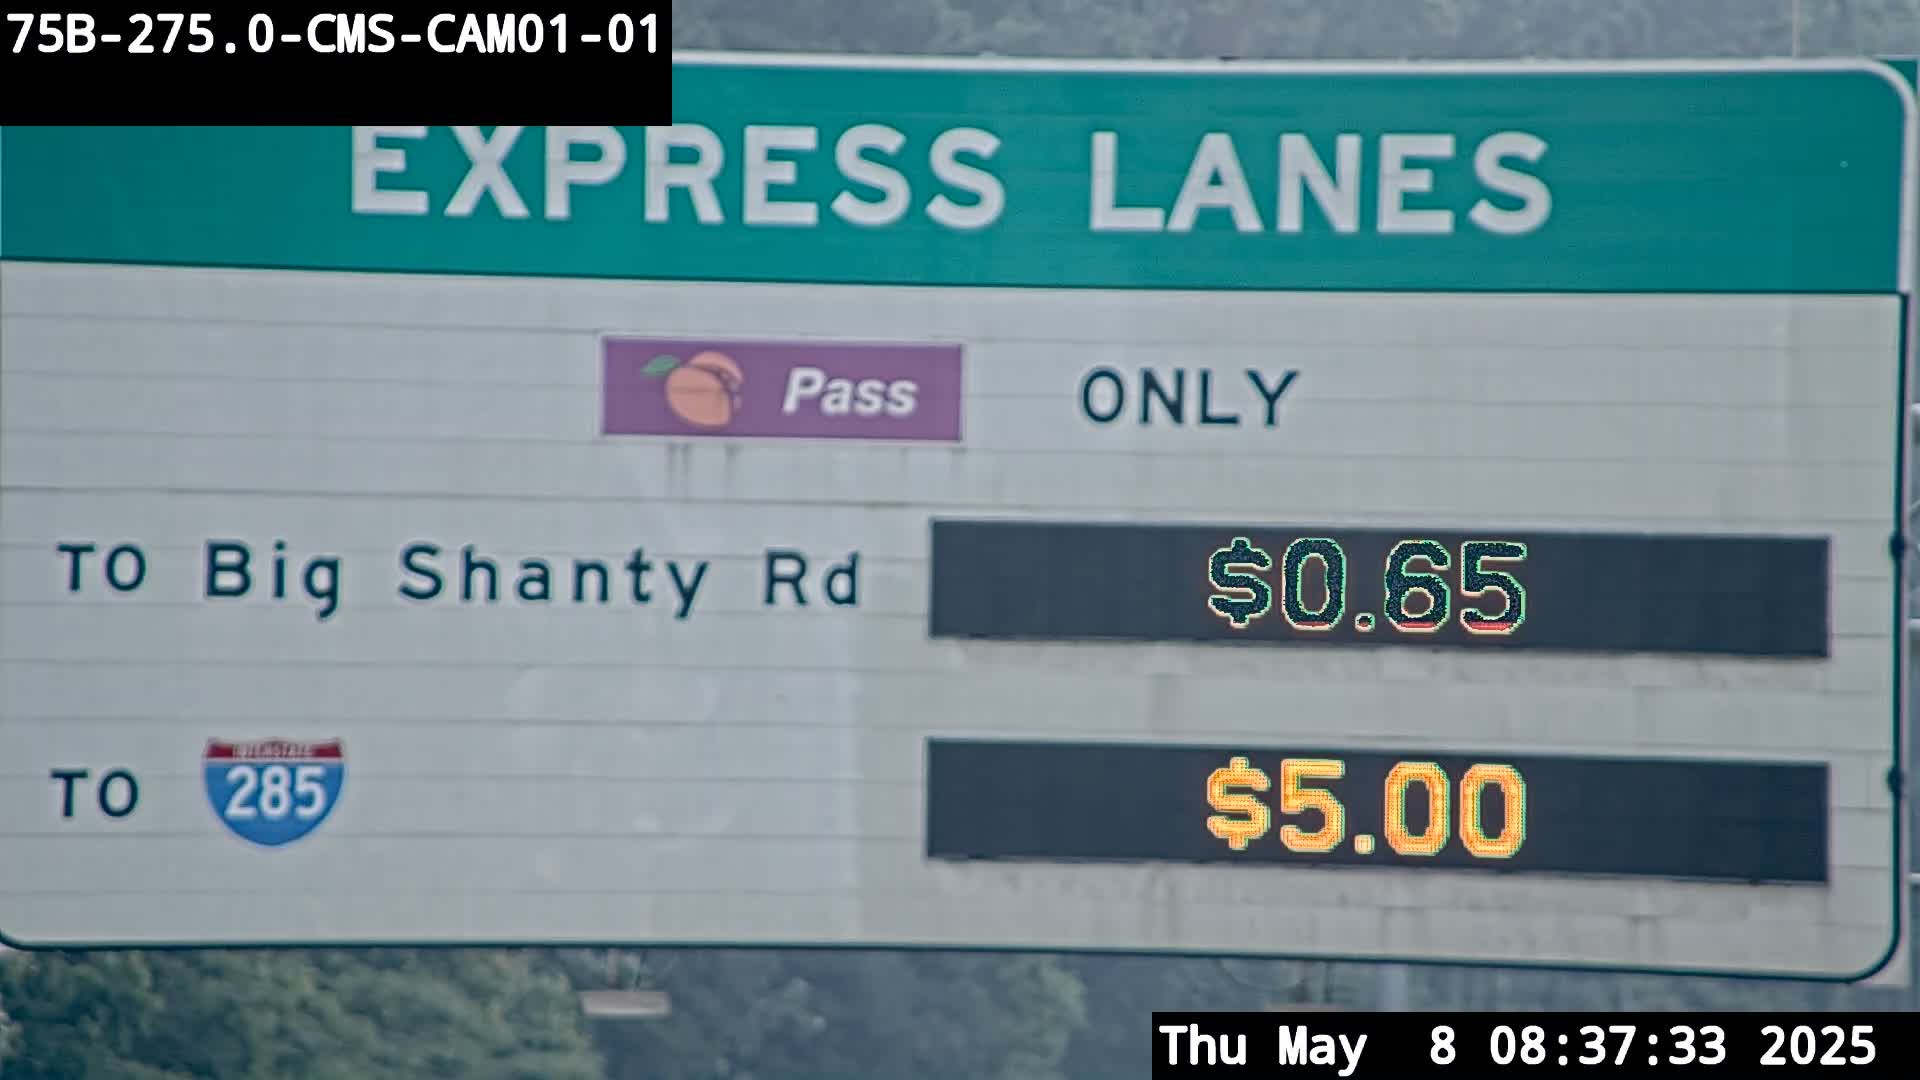 75B-275.0-CMS-CAM01-01
EXPRESS LANES
Pass ONLY
TO Big Shanty Rd $0.65
INTERSTATE
TO 285 $5.00
Thu May 8 08:37:33 2025